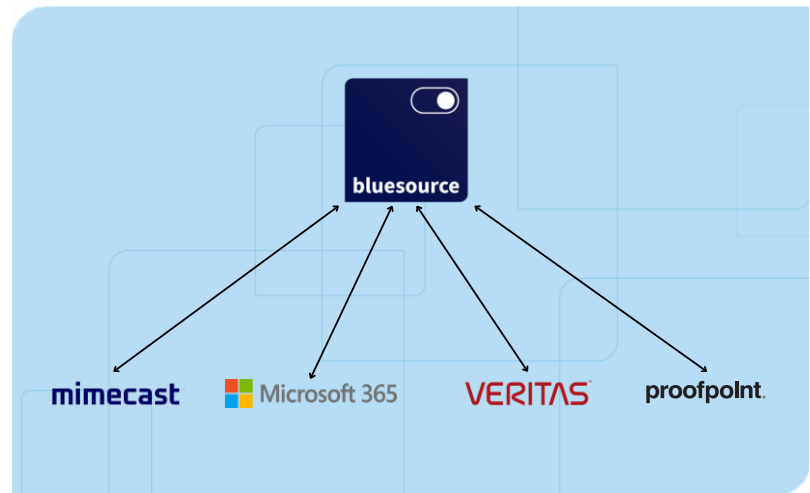 bluesource
mimecast
Microsoft 365
VERITAS
proofpoint.